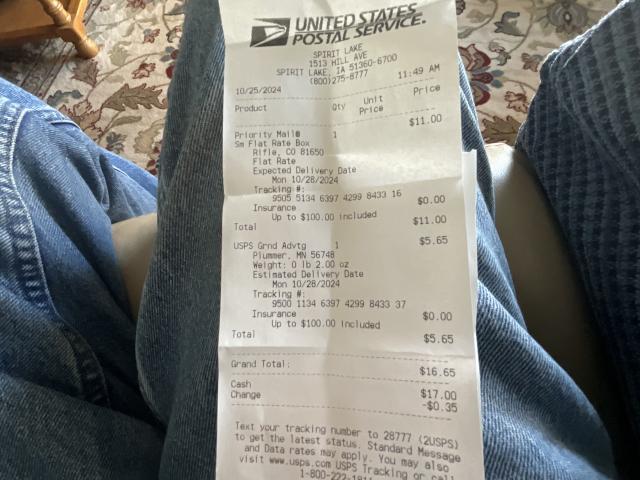 UNITED STATES
POSTAL SERVICE.
SPIRIT LAKE
1513 HILL AVE
SPIRIT LAKE, IA 51360-6700
(800)275-8777
10/25/2024 11:49 AM
Product Qty Unit Price
Price
Priority Mail® 1 $11.00
Sm Flat Rate Box
Rifle, CO 81650
Flat Rate
Expected Delivery Date
Mon 10/28/2024
Tracking #:
9505 5134 6397 4299 8433 16
Insurance $0.00
Up to $100.00 included
Total $11.00
USPS Grnd Advtg 1 $5.65
Plummer, MN 56748
Weight: 0 lb 2.00 oz
Estimated Delivery Date
Mon 10/28/2024
Tracking #:
9500 1134 6397 4299 8433 37
Insurance $0.00
Up to $100.00 included
Total $5.65
Grand Total: $16.65
Cash $17.00
Change -$0.35
Text your tracking number to 28777 (2USPS)
to get the latest status. Standard Message
and Data rates may apply. You may also
visit www.usps.com USPS Tracking or call